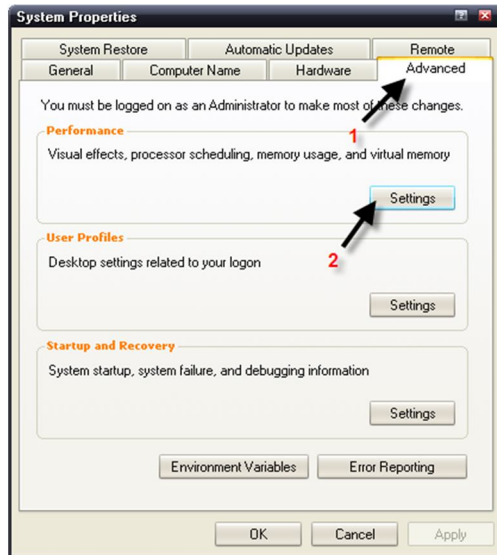 System Properties
System Restore Automatic Updates Remote
General Computer Name Hardware Advanced
You must be logged on as an Administrator to make most of these changes.
1
Performance
Visual effects, processor scheduling, memory usage, and virtual memory
Settings
2
User Profiles
Desktop settings related to your logon
Settings
Startup and Recovery
System startup, system failure, and debugging information
Settings
Environment Variables Error Reporting
OK Cancel Apply